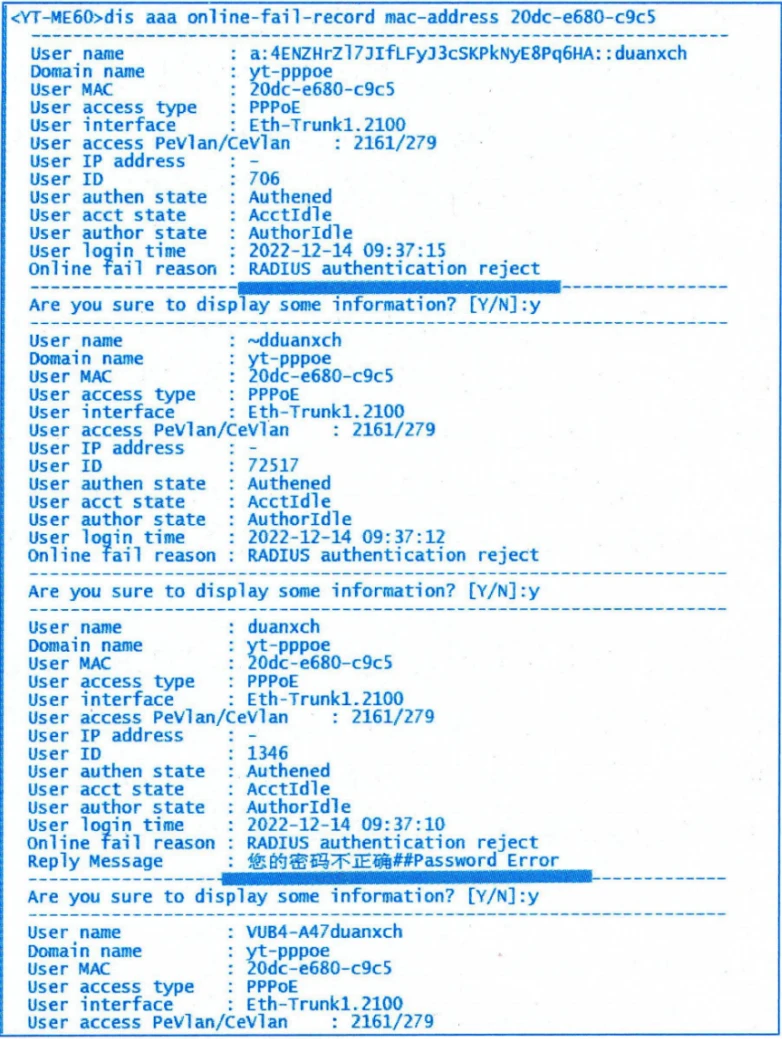 <YT-ME60>dis aaa online-fail-record mac-address 20dc-e680-c9c5
-------------------------------------------------------------------
User name : a:4ENZHrZl7JIfLFyJ3cSKPkNyE8Pq6HA::duanxch
Domain name : yt-pppoe
User MAC : 20dc-e680-c9c5
User access type : PPPoE
User interface : Eth-Trunk1.2100
User access PeVlan/CeVlan : 2161/279
User IP address : -
User ID : 706
User authen state : Authened
User acct state : AcctIdle
User author state : AuthorIdle
User login time : 2022-12-14 09:37:15
Online fail reason : RADIUS authentication reject
-------------------------------------------------------------------
Are you sure to display some information? [Y/N]:y
-------------------------------------------------------------------
User name : ~dduanxch
Domain name : yt-pppoe
User MAC : 20dc-e680-c9c5
User access type : PPPoE
User interface : Eth-Trunk1.2100
User access PeVlan/CeVlan : 2161/279
User IP address : -
User ID : 72517
User authen state : Authened
User acct state : AcctIdle
User author state : AuthorIdle
User login time : 2022-12-14 09:37:12
Online fail reason : RADIUS authentication reject
-------------------------------------------------------------------
Are you sure to display some information? [Y/N]:y
-------------------------------------------------------------------
User name : duanxch
Domain name : yt-pppoe
User MAC : 20dc-e680-c9c5
User access type : PPPoE
User interface : Eth-Trunk1.2100
User access PeVlan/CeVlan : 2161/279
User IP address : -
User ID : 1346
User authen state : Authened
User acct state : AcctIdle
User author state : AuthorIdle
User login time : 2022-12-14 09:37:10
Online fail reason : RADIUS authentication reject
Reply Message : 您的密码不正确##Password Error
-------------------------------------------------------------------
Are you sure to display some information? [Y/N]:y
-------------------------------------------------------------------
User name : VUB4-A47duanxch
Domain name : yt-pppoe
User MAC : 20dc-e680-c9c5
User access type : PPPoE
User interface : Eth-Trunk1.2100
User access PeVlan/CeVlan : 2161/279